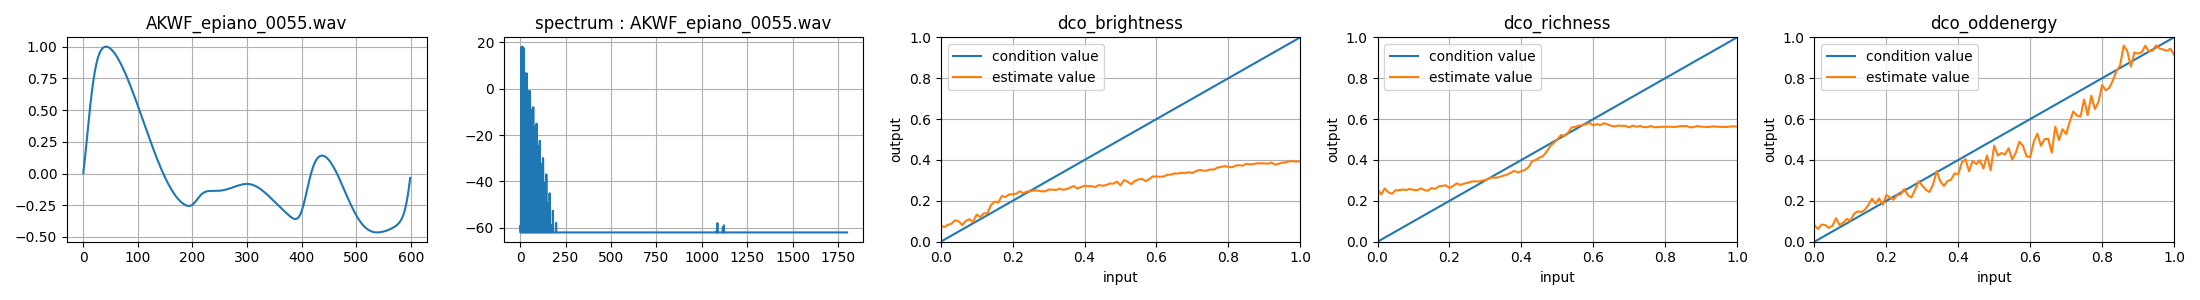 AKWF_epiano_0055.wav
1.00
0.75
0.50
0.25
0.00
−0.25
−0.50
0 100 200 300 400 500 600
spectrum : AKWF_epiano_0055.wav
20
0
−20
−40
−60
0 250 500 750 1000 1250 1500 1750
dco_brightness
condition value
estimate value
output
1.0
0.8
0.6
0.4
0.2
0.0
0.0 0.2 0.4 0.6 0.8 1.0
input
dco_richness
condition value
estimate value
output
1.0
0.8
0.6
0.4
0.2
0.0
0.0 0.2 0.4 0.6 0.8 1.0
input
dco_oddenergy
condition value
estimate value
output
1.0
0.8
0.6
0.4
0.2
0.0
0.0 0.2 0.4 0.6 0.8 1.0
input